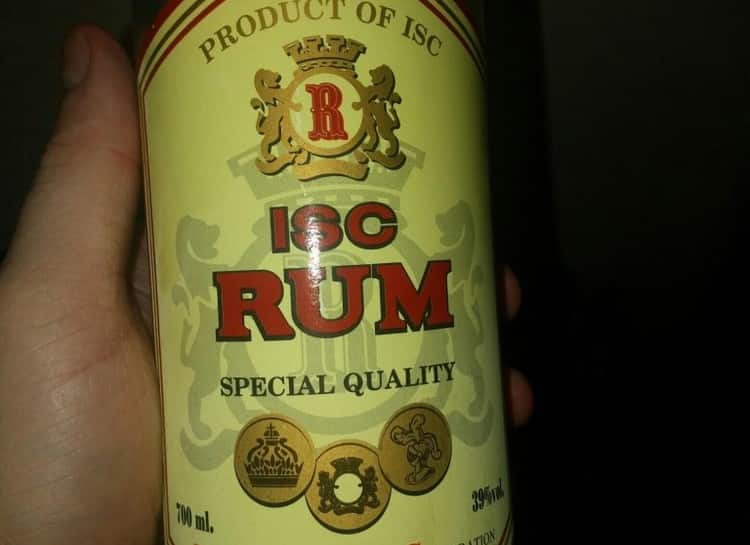 PRODUCT OF ISC
R
ISC
RUM
SPECIAL QUALITY
700 ml.
39%vol.